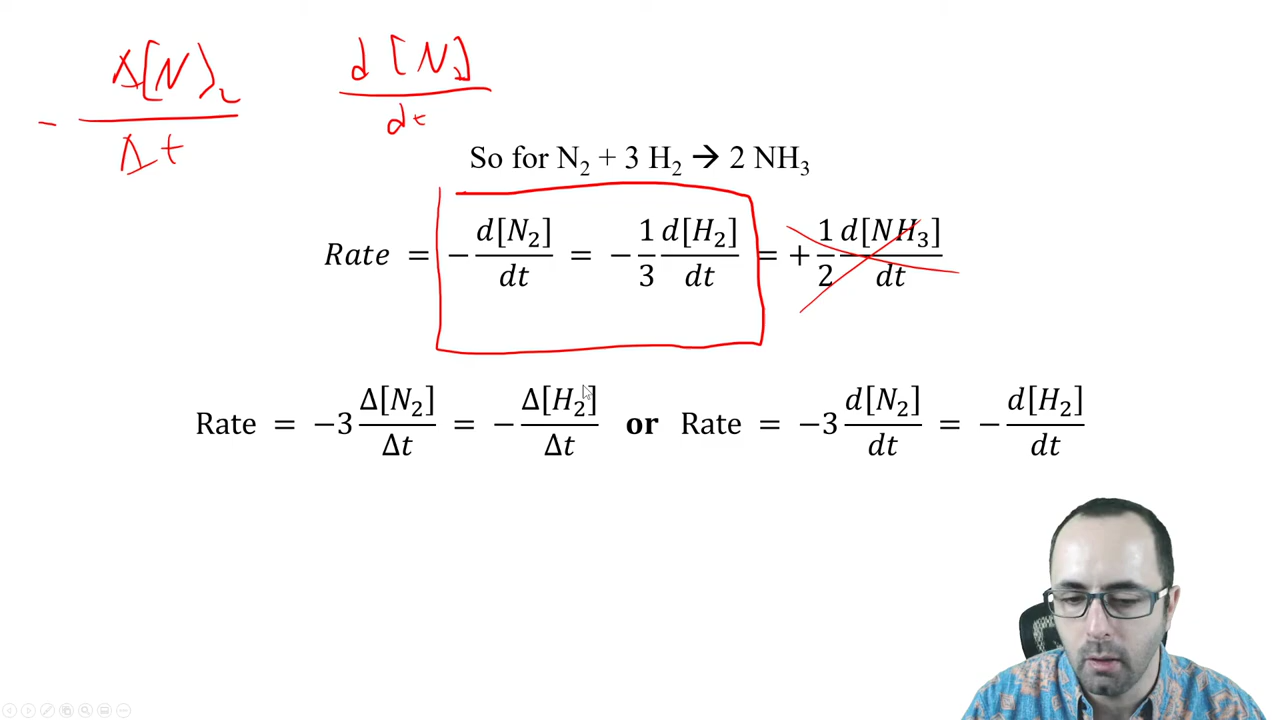 - Δ[N]₂ / Δt    d[N₂] / dt
So for N₂ + 3 H₂ → 2 NH₃
Rate = − d[N₂]/dt = − 1/3 d[H₂]/dt = + 1/2 d[NH₃]/dt
Rate = −3 Δ[N₂]/Δt = − Δ[H₂]/Δt or Rate = −3 d[N₂]/dt = − d[H₂]/dt